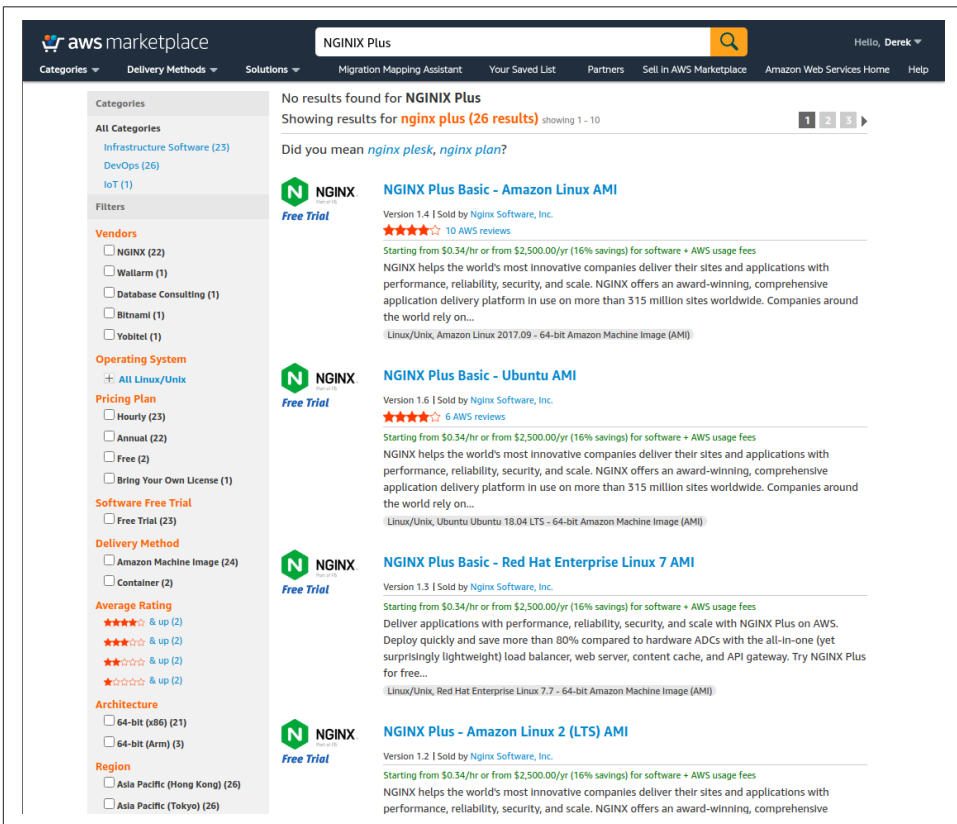 aws marketplace
NGINIX Plus
Hello, Derek
Categories
Delivery Methods
Solutions
Migration Mapping Assistant
Your Saved List
Partners
Sell in AWS Marketplace
Amazon Web Services Home
Help
Categories
All Categories
Infrastructure Software (23)
DevOps (26)
IoT (1)
Filters
Vendors
NGINX (22)
Wallarm (1)
Database Consulting (1)
Bitnami (1)
Yobitel (1)
Operating System
All Linux/Unix
Pricing Plan
Hourly (23)
Annual (22)
Free (2)
Bring Your Own License (1)
Software Free Trial
Free Trial (23)
Delivery Method
Amazon Machine Image (24)
Container (2)
Average Rating
& up (2)
& up (2)
& up (2)
& up (2)
Architecture
64-bit (x86) (21)
64-bit (Arm) (3)
Region
Asia Pacific (Hong Kong) (26)
Asia Pacific (Tokyo) (26)
No results found for NGINIX Plus
Showing results for nginx plus (26 results) showing 1 - 10
1 2 3
Did you mean nginx plesk, nginx plan?
N NGINX
Part of F5
Free Trial
NGINX Plus Basic - Amazon Linux AMI
Version 1.4 | Sold by Nginx Software, Inc.
10 AWS reviews
Starting from $0.34/hr or from $2,500.00/yr (16% savings) for software + AWS usage fees
NGINX helps the world's most innovative companies deliver their sites and applications with
performance, reliability, security, and scale. NGINX offers an award-winning, comprehensive
application delivery platform in use on more than 315 million sites worldwide. Companies around
the world rely on...
Linux/Unix, Amazon Linux 2017.09 - 64-bit Amazon Machine Image (AMI)
N NGINX
Part of F5
Free Trial
NGINX Plus Basic - Ubuntu AMI
Version 1.6 | Sold by Nginx Software, Inc.
6 AWS reviews
Starting from $0.34/hr or from $2,500.00/yr (16% savings) for software + AWS usage fees
NGINX helps the world's most innovative companies deliver their sites and applications with
performance, reliability, security, and scale. NGINX offers an award-winning, comprehensive
application delivery platform in use on more than 315 million sites worldwide. Companies around
the world rely on...
Linux/Unix, Ubuntu Ubuntu 18.04 LTS - 64-bit Amazon Machine Image (AMI)
N NGINX
Part of F5
Free Trial
NGINX Plus Basic - Red Hat Enterprise Linux 7 AMI
Version 1.3 | Sold by Nginx Software, Inc.
Starting from $0.34/hr or from $2,500.00/yr (16% savings) for software + AWS usage fees
Deliver applications with performance, reliability, security, and scale with NGINX Plus on AWS.
Deploy quickly and save more than 80% compared to hardware ADCs with the all-in-one (yet
surprisingly lightweight) load balancer, web server, content cache, and API gateway. Try NGINX Plus
for free...
Linux/Unix, Red Hat Enterprise Linux 7.7 - 64-bit Amazon Machine Image (AMI)
N NGINX
Part of F5
Free Trial
NGINX Plus - Amazon Linux 2 (LTS) AMI
Version 1.2 | Sold by Nginx Software, Inc.
Starting from $0.34/hr or from $2,500.00/yr (16% savings) for software + AWS usage fees
NGINX helps the world's most innovative companies deliver their sites and applications with
performance, reliability, security, and scale. NGINX offers an award-winning, comprehensive